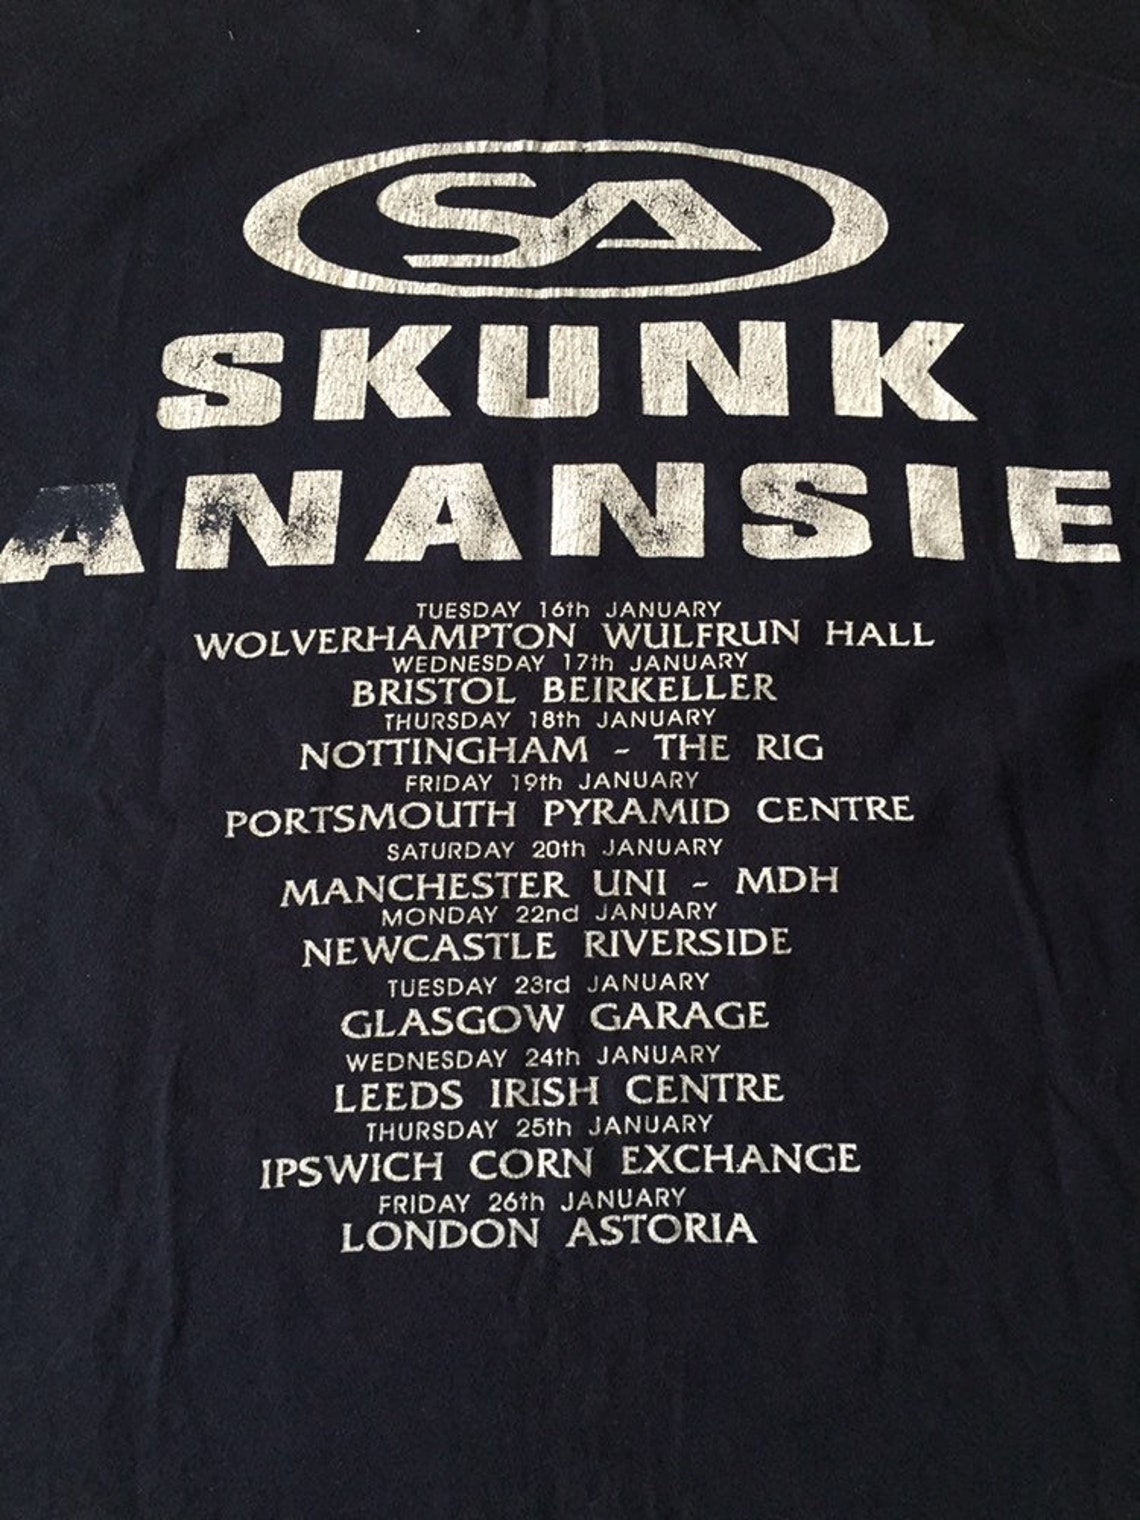 SA
SKUNK
ANANSIE
TUESDAY 16th JANUARY
WOLVERHAMPTON WULFRUN HALL
WEDNESDAY 17th JANUARY
BRISTOL BEIRKELLER
THURSDAY 18th JANUARY
NOTTINGHAM - THE RIG
FRIDAY 19th JANUARY
PORTSMOUTH PYRAMID CENTRE
SATURDAY 20th JANUARY
MANCHESTER UNI - MDH
MONDAY 22nd JANUARY
NEWCASTLE RIVERSIDE
TUESDAY 23rd JANUARY
GLASGOW GARAGE
WEDNESDAY 24th JANUARY
LEEDS IRISH CENTRE
THURSDAY 25th JANUARY
IPSWICH CORN EXCHANGE
FRIDAY 26th JANUARY
LONDON ASTORIA